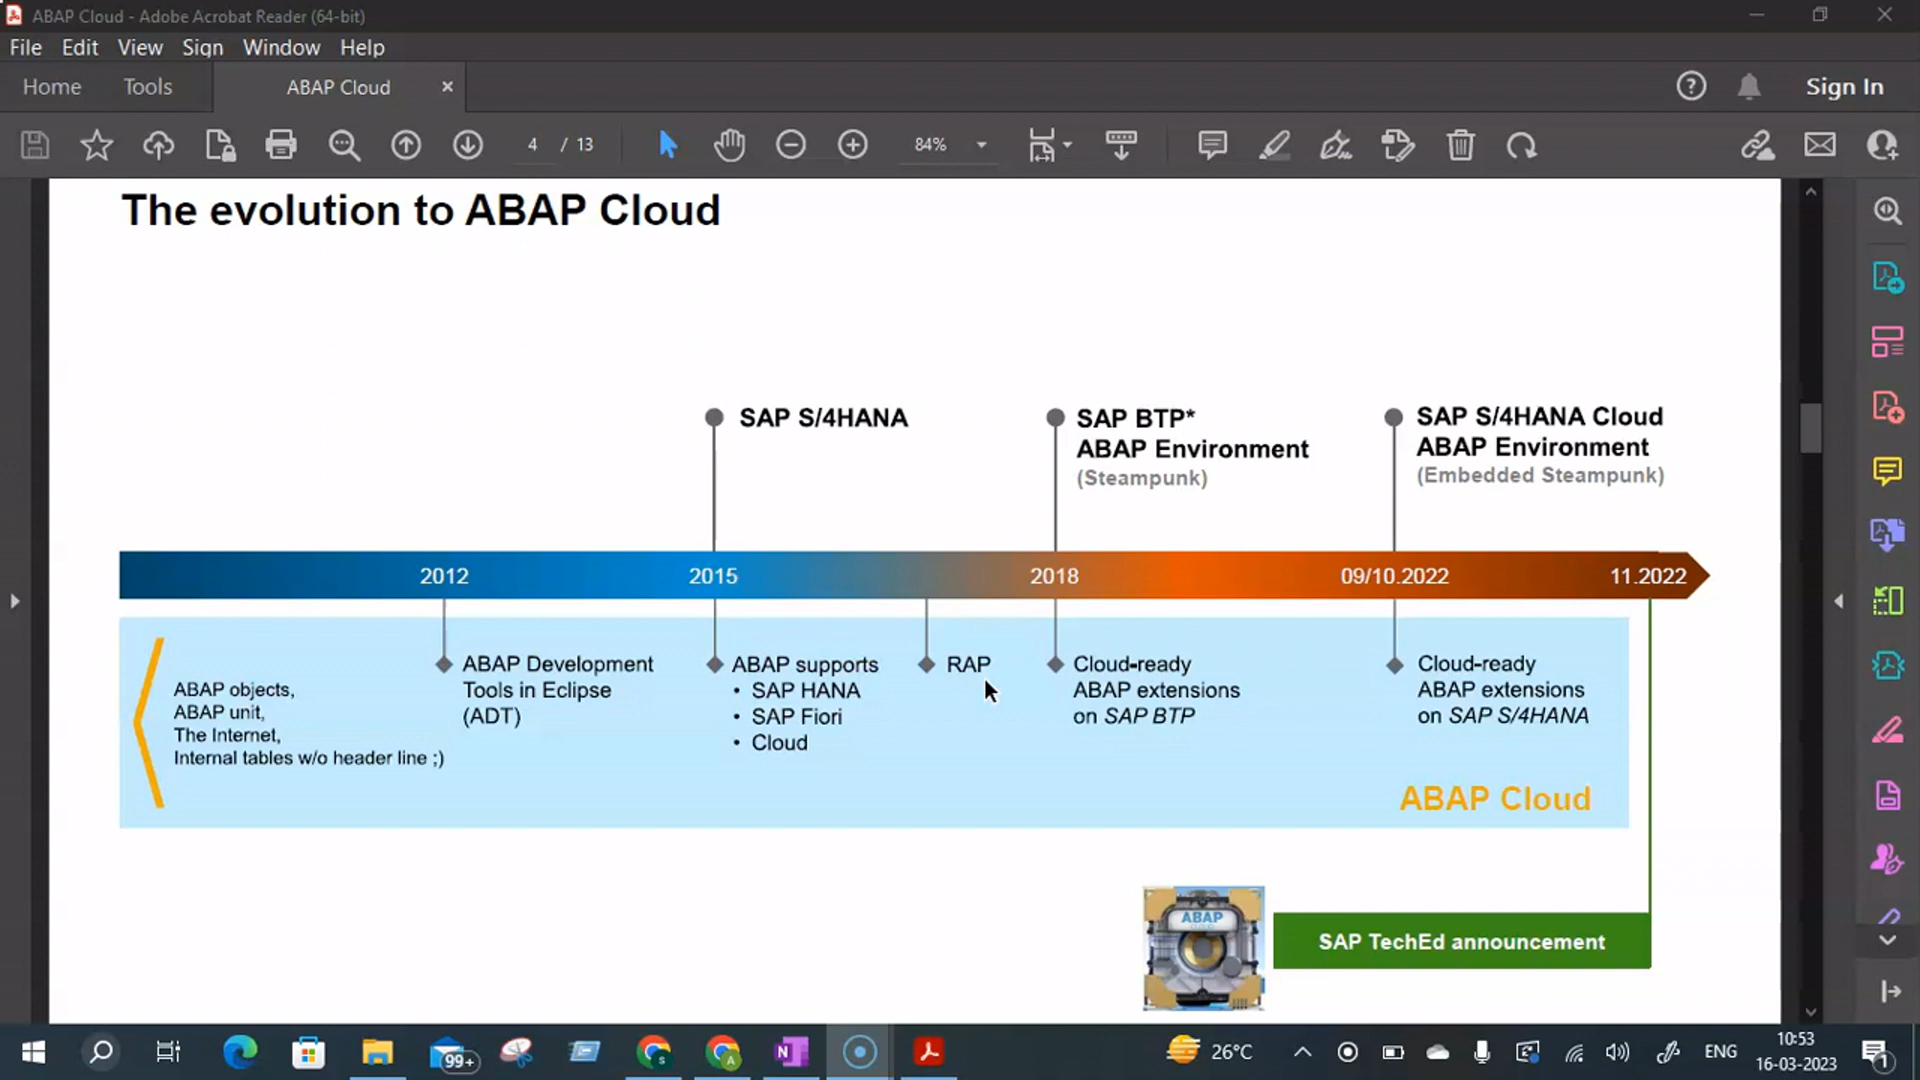 ABAP Cloud - Adobe Acrobat Reader (64-bit)
File Edit View Sign Window Help
Home Tools ABAP Cloud × Sign In
4 / 13 84%
The evolution to ABAP Cloud
SAP S/4HANA
SAP BTP*
ABAP Environment
(Steampunk)
SAP S/4HANA Cloud
ABAP Environment
(Embedded Steampunk)
2012 2015 2018 09/10.2022 11.2022
ABAP objects,
ABAP unit,
The Internet,
Internal tables w/o header line ;)
ABAP Development
Tools in Eclipse
(ADT)
ABAP supports
• SAP HANA
• SAP Fiori
• Cloud
RAP
Cloud-ready
ABAP extensions
on SAP BTP
Cloud-ready
ABAP extensions
on SAP S/4HANA
ABAP Cloud
ABAP
SAP TechEd announcement
99+
26°C
ENG
10:53
16-03-2023
1